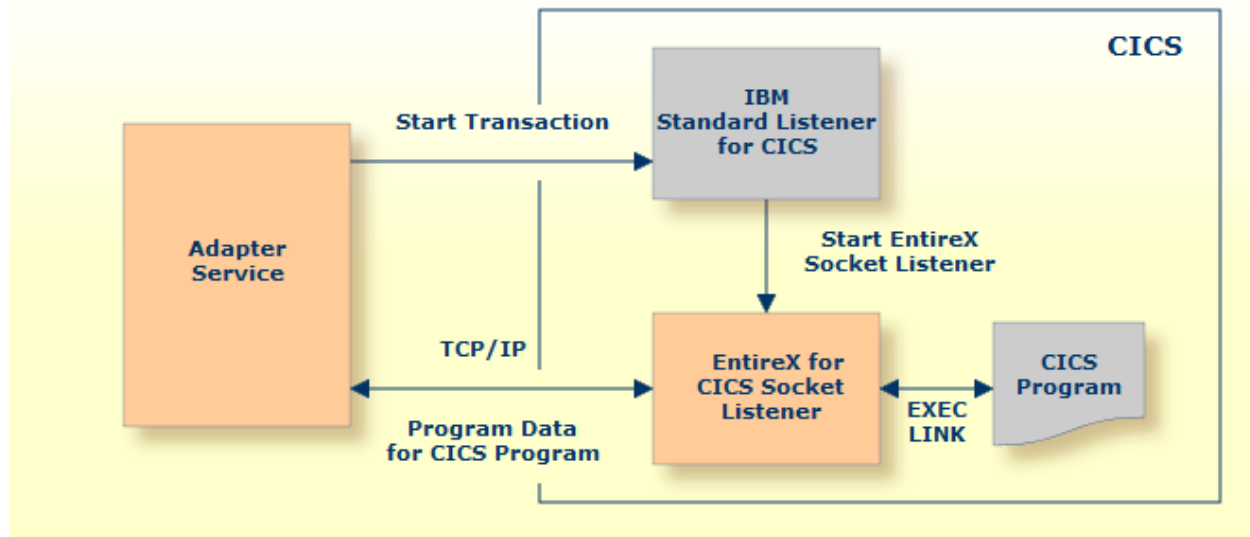 CICS
IBM
Standard Listener
for CICS
Start Transaction
Adapter
Service
Start EntireX
Socket Listener
TCP/IP
Program Data
for CICS Program
EntireX for
CICS Socket
Listener
EXEC
LINK
CICS
Program